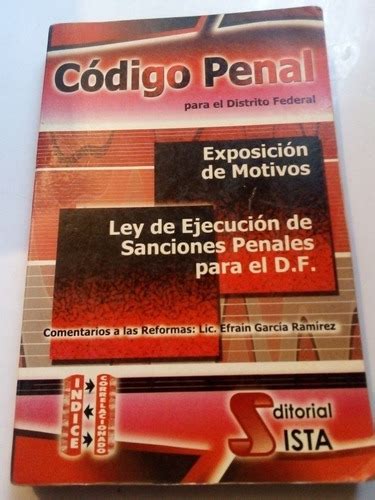 Código Penal
para el Distrito Federal
Exposición
de Motivos
Ley de Ejecución de
Sanciones Penales
para el D.F.
Comentarios a las Reformas: Lic. Efraín García Ramírez
INDICE
CORRELACIONADO
Editorial
SISTA